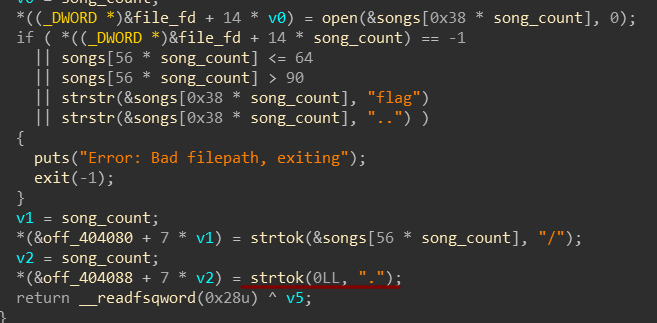 *((_DWORD *)&file_fd + 14 * v0) = open(&songs[0x38 * song_count], 0);
if ( *((_DWORD *)&file_fd + 14 * song_count) == -1
|| songs[56 * song_count] <= 64
|| songs[56 * song_count] > 90
|| strstr(&songs[0x38 * song_count], "flag")
|| strstr(&songs[0x38 * song_count], "..") )
{
puts("Error: Bad filepath, exiting");
exit(-1);
}
v1 = song_count;
*(&off_404080 + 7 * v1) = strtok(&songs[56 * song_count], "/");
v2 = song_count;
*(&off_404088 + 7 * v2) = strtok(0LL, ".");
return __readfsqword(0x28u) ^ v5;
}